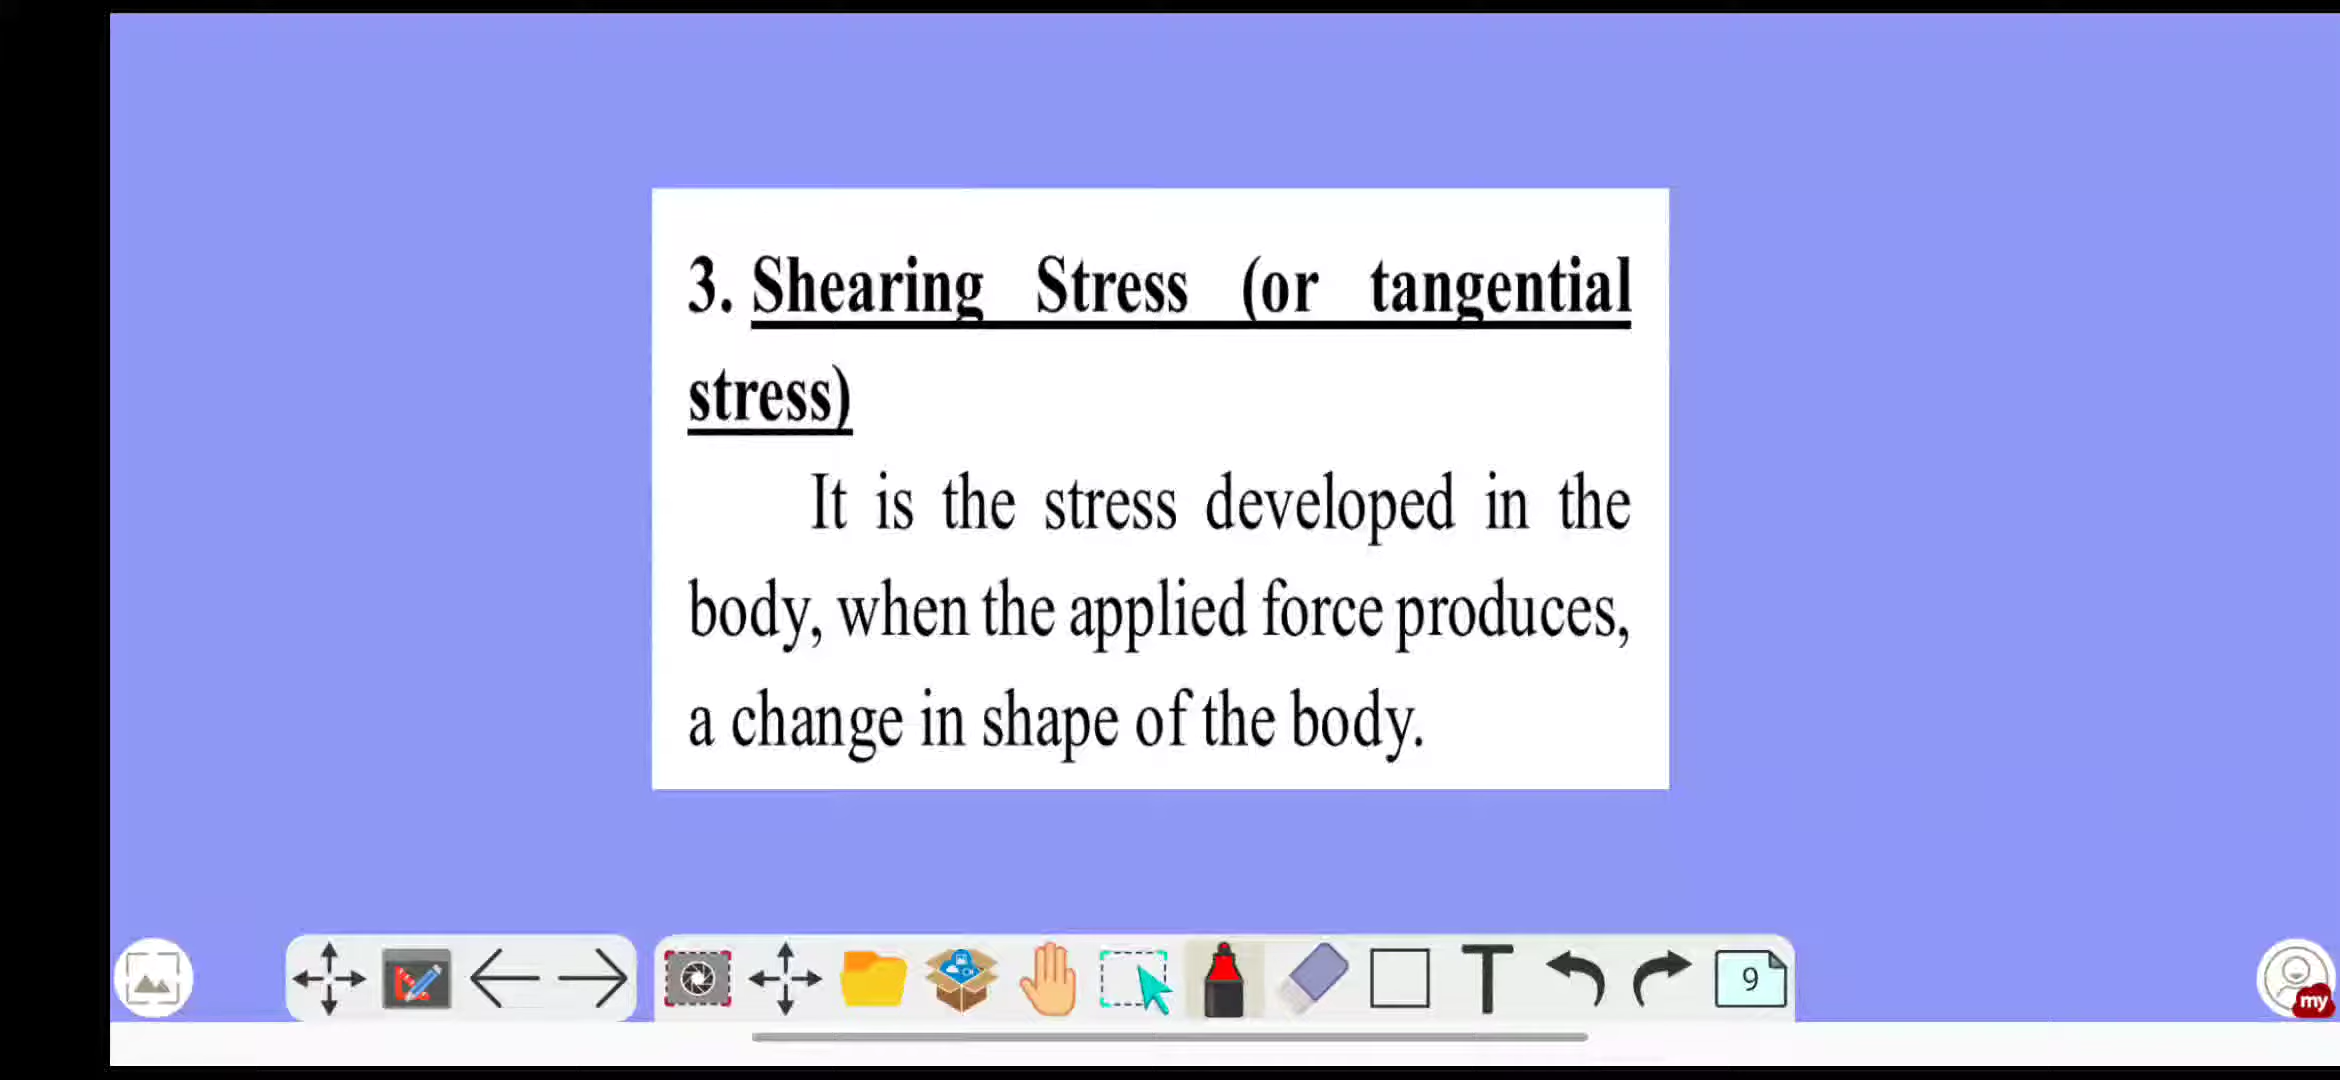 3. Shearing Stress (or tangential
stress)
It is the stress developed in the
body, when the applied force produces,
a change in shape of the body.
9
my